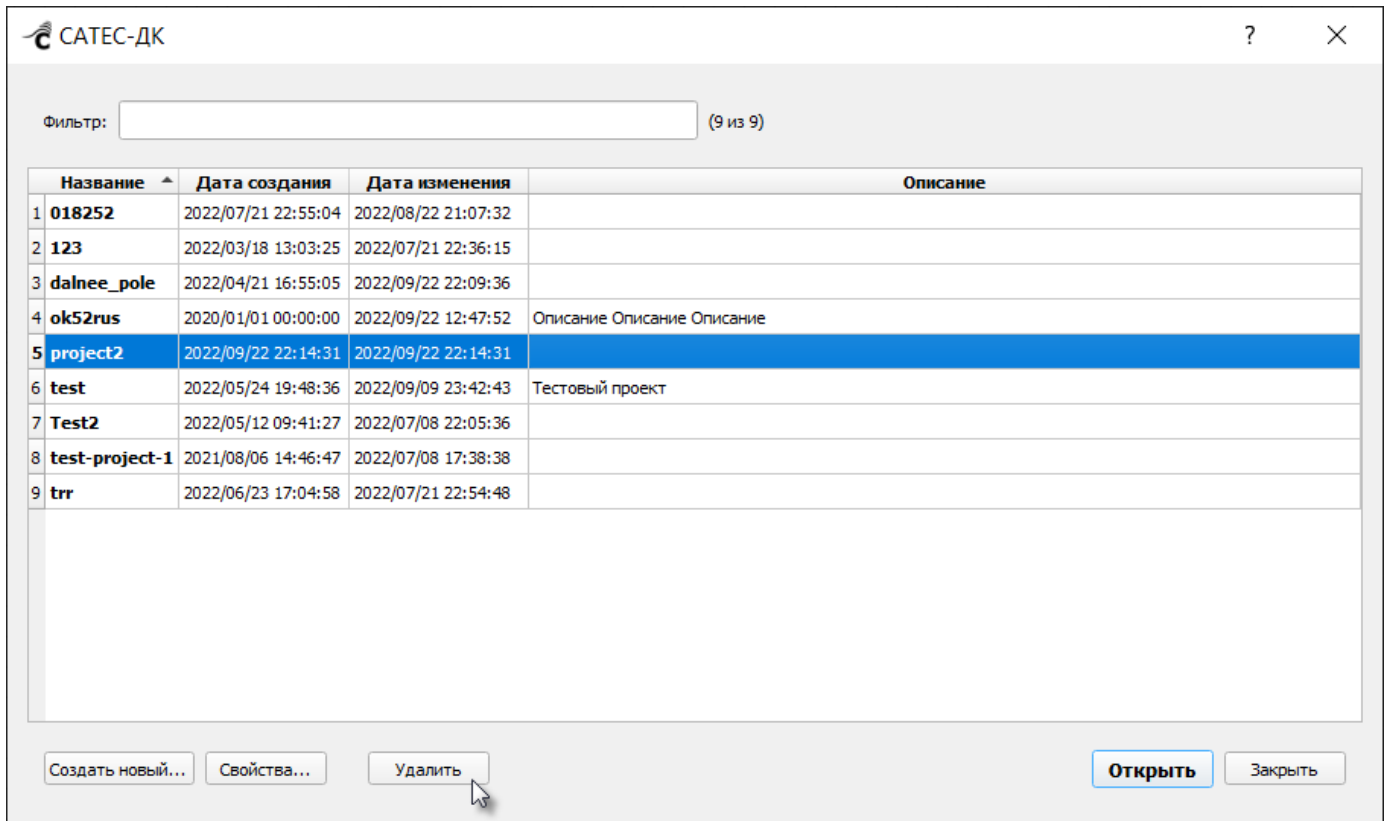 САТЕС-ДК ?
Фильтр: (9 из 9)
Название Дата создания Дата изменения Описание
1 018252 2022/07/21 22:55:04 2022/08/22 21:07:32
2 123 2022/03/18 13:03:25 2022/07/21 22:36:15
3 dalnee_pole 2022/04/21 16:55:05 2022/09/22 22:09:36
4 ok52rus 2020/01/01 00:00:00 2022/09/22 12:47:52 Описание Описание Описание
5 project2 2022/09/22 22:14:31 2022/09/22 22:14:31
6 test 2022/05/24 19:48:36 2022/09/09 23:42:43 Тестовый проект
7 Test2 2022/05/12 09:41:27 2022/07/08 22:05:36
8 test-project-1 2021/08/06 14:46:47 2022/07/08 17:38:38
9 trr 2022/06/23 17:04:58 2022/07/21 22:54:48
Создать новый... Свойства... Удалить Открыть Закрыть